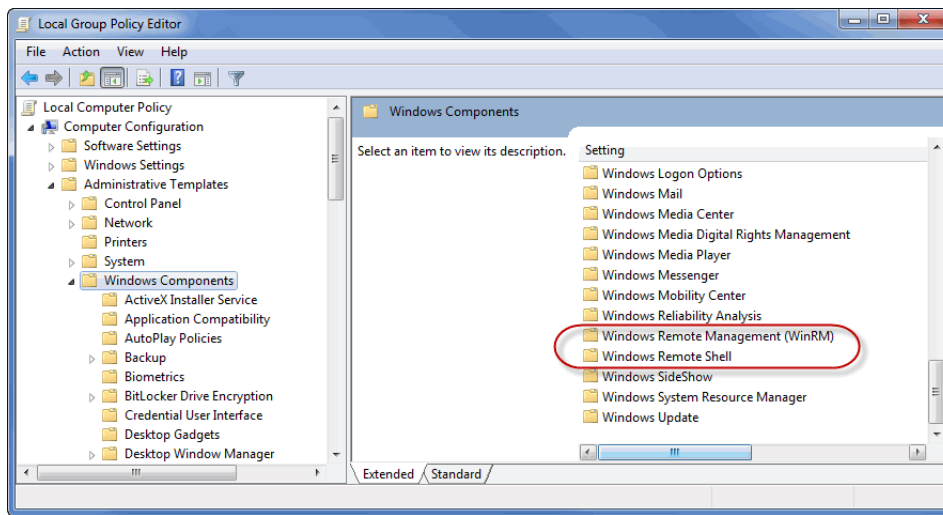 Local Group Policy Editor
File Action View Help
Local Computer Policy
Computer Configuration
Software Settings
Windows Settings
Administrative Templates
Control Panel
Network
Printers
System
Windows Components
ActiveX Installer Service
Application Compatibility
AutoPlay Policies
Backup
Biometrics
BitLocker Drive Encryption
Credential User Interface
Desktop Gadgets
Desktop Window Manager
Windows Components
Select an item to view its description.
Setting
Windows Logon Options
Windows Mail
Windows Media Center
Windows Media Digital Rights Management
Windows Media Player
Windows Messenger
Windows Mobility Center
Windows Reliability Analysis
Windows Remote Management (WinRM)
Windows Remote Shell
Windows SideShow
Windows System Resource Manager
Windows Update
Extended Standard